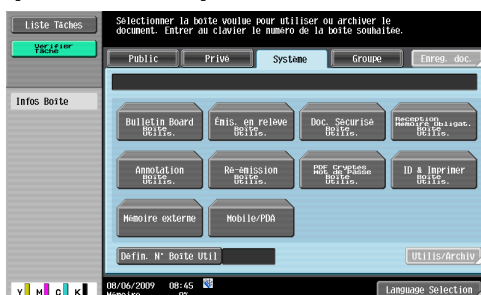 Liste Tâches
Sélectionner la boîte voulue pour utiliser ou archiver le
document. Entrer au clavier le numéro de la boîte souhaitée.
Vérifier
Tâche
Public
Privé
Système
Groupe
Enreg. doc.
Infos Boîte
Bulletin Board
Boîte
Utilis.
Émis. en relève
Boîte
Utilis.
Doc. Sécurisé
Boîte
Utilis.
Réception
Mémoire Obligat.
Boîte
Utilis.
Annotation
Boîte
Utilis.
Ré-émission
Boîte
Utilis.
PDF Cryptés
Mot de Passe
Boîte
Utilis.
ID & Imprimer
Boîte
Utilis.
Mémoire externe
Mobile/PDA
Défin. N° Boîte Util
Utilis/Archiv
Y M C K
08/06/2009 08:45
Mémoire 0%
Language Selection